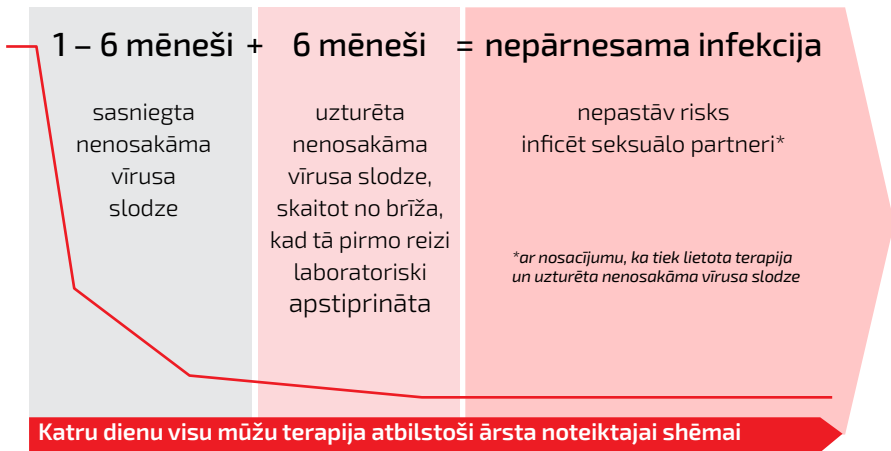 1 – 6 mēneši + 6 mēneši = nepārnesama infekcija
sasniegta
nenosakāma
vīrusa
slodze
uzturēta
nenosakāma
vīrusa slodze,
skaitot no brīža,
kad tā pirmo reizi
laboratoriski
apstiprināta
nepastāv risks
inficēt seksuālo partneri*
*ar nosacījumu, ka tiek lietota terapija
un uzturēta nenosakāma vīrusa slodze
Katru dienu visu mūžu terapija atbilstoši ārsta noteiktajai shēmai